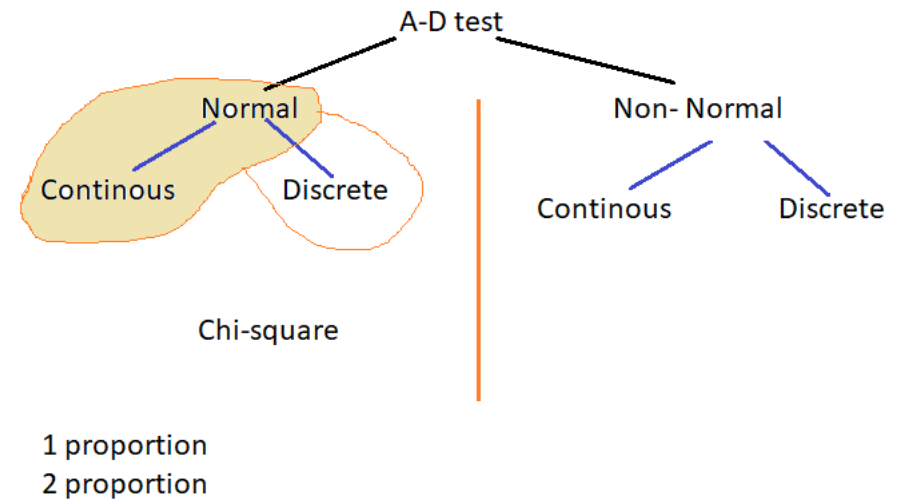 A-D test
Normal
Non- Normal
Continous
Discrete
Continous
Discrete
Chi-square
1 proportion
2 proportion